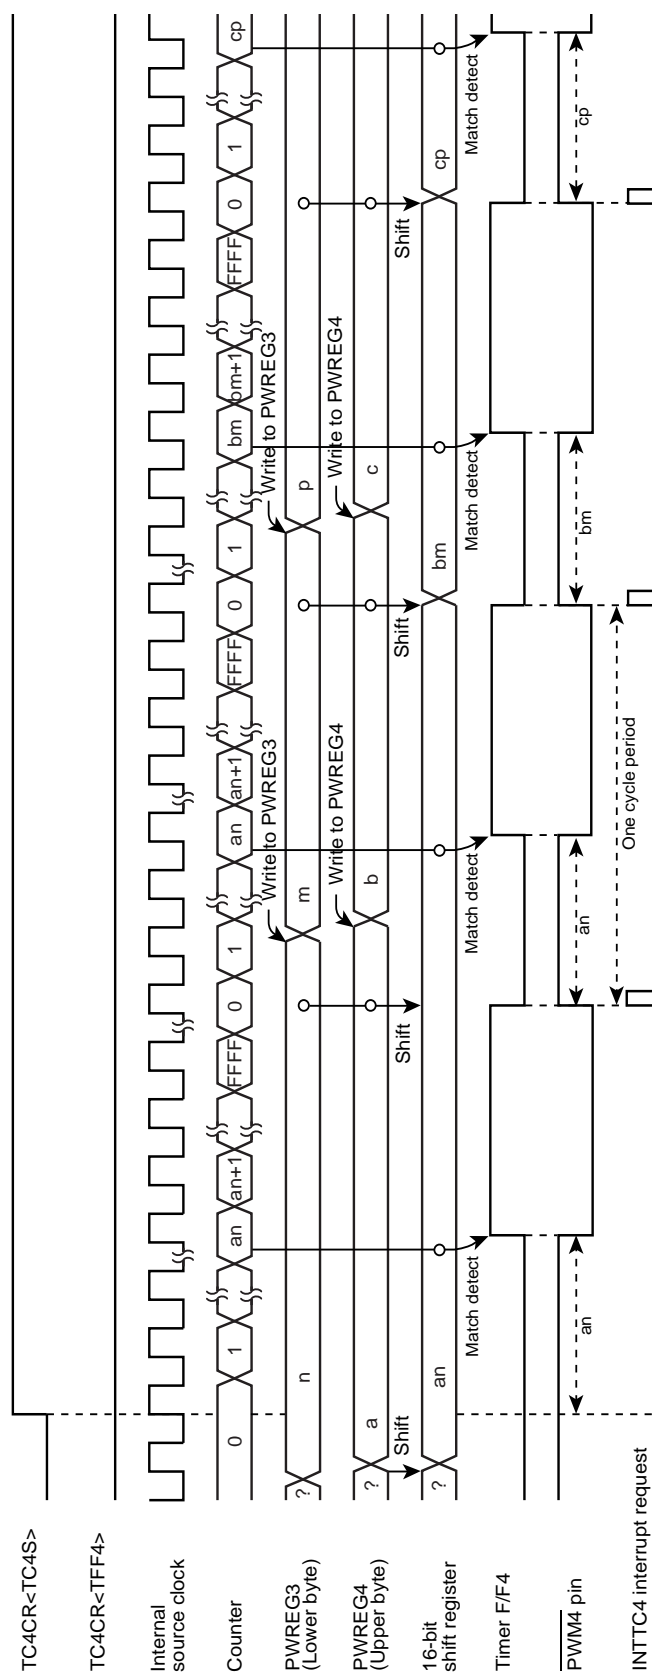 TC4CR<TC4S>
TC4CR<TFF4>
Internal
source clock
Counter
0 1 an an+1 FFFF 0 1 an an+1 FFFF 0 1 bm bm+1 FFFF 0 1 cp
Write to PWREG3
Write to PWREG3
PWREG3
(Lower byte)
? n m p
Write to PWREG4
Write to PWREG4
PWREG4
(Upper byte)
? a b c
Shift
Shift
Shift
Shift
16-bit
shift register
? an bm cp
Match detect
Match detect
Match detect
Match detect
Timer F/F4
PWM4 pin
an an bm cp
One cycle period
INTTC4 interrupt request